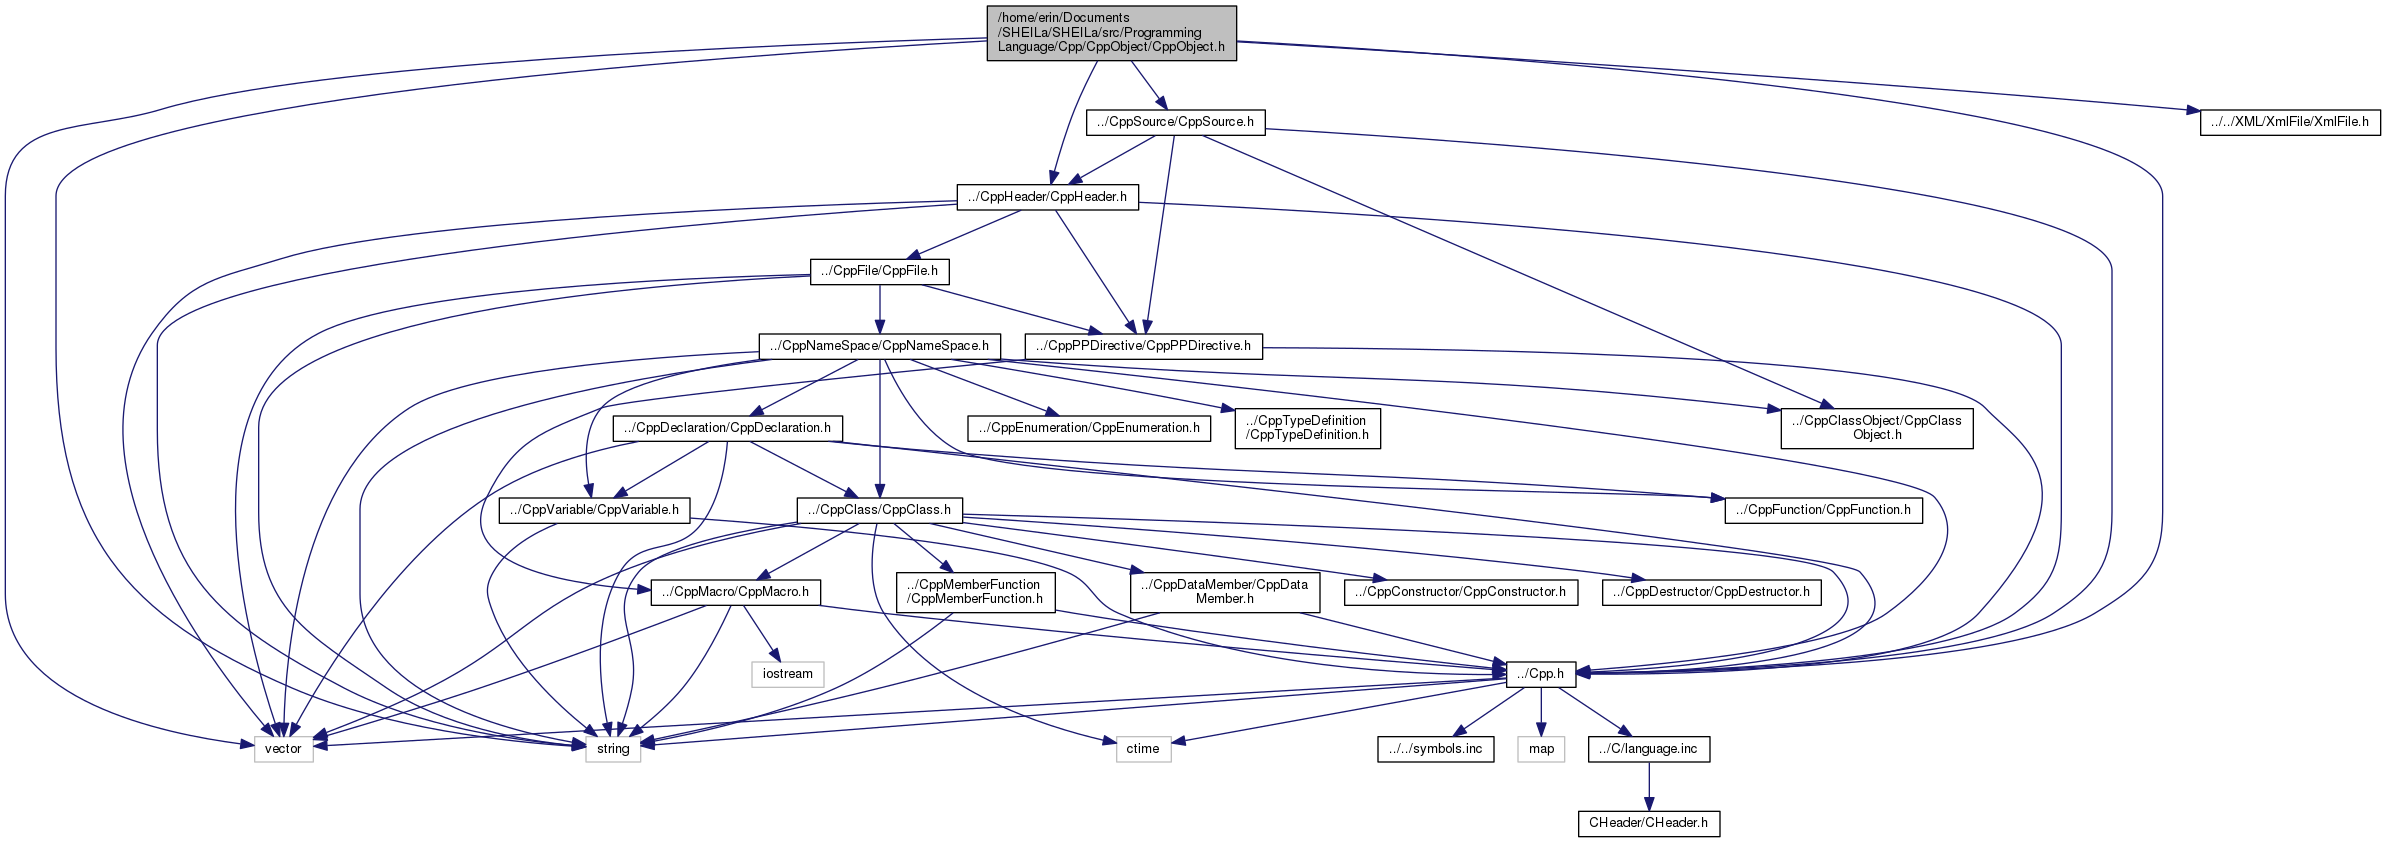 /home/erin/Documents
/SHEILa/SHEILa/src/Programming
Language/Cpp/CppObject/CppObject.h
../CppSource/CppSource.h
../../XML/XmlFile/XmlFile.h
../CppHeader/CppHeader.h
../CppFile/CppFile.h
../CppNameSpace/CppNameSpace.h
../CppPPDirective/CppPPDirective.h
../CppDeclaration/CppDeclaration.h
../CppEnumeration/CppEnumeration.h
../CppTypeDefinition
/CppTypeDefinition.h
../CppClassObject/CppClass
Object.h
../CppVariable/CppVariable.h
../CppClass/CppClass.h
../CppFunction/CppFunction.h
../CppMacro/CppMacro.h
../CppMemberFunction
/CppMemberFunction.h
../CppDataMember/CppData
Member.h
../CppConstructor/CppConstructor.h
../CppDestructor/CppDestructor.h
iostream
../Cpp.h
vector
string
ctime
../../symbols.inc
map
../C/language.inc
CHeader/CHeader.h